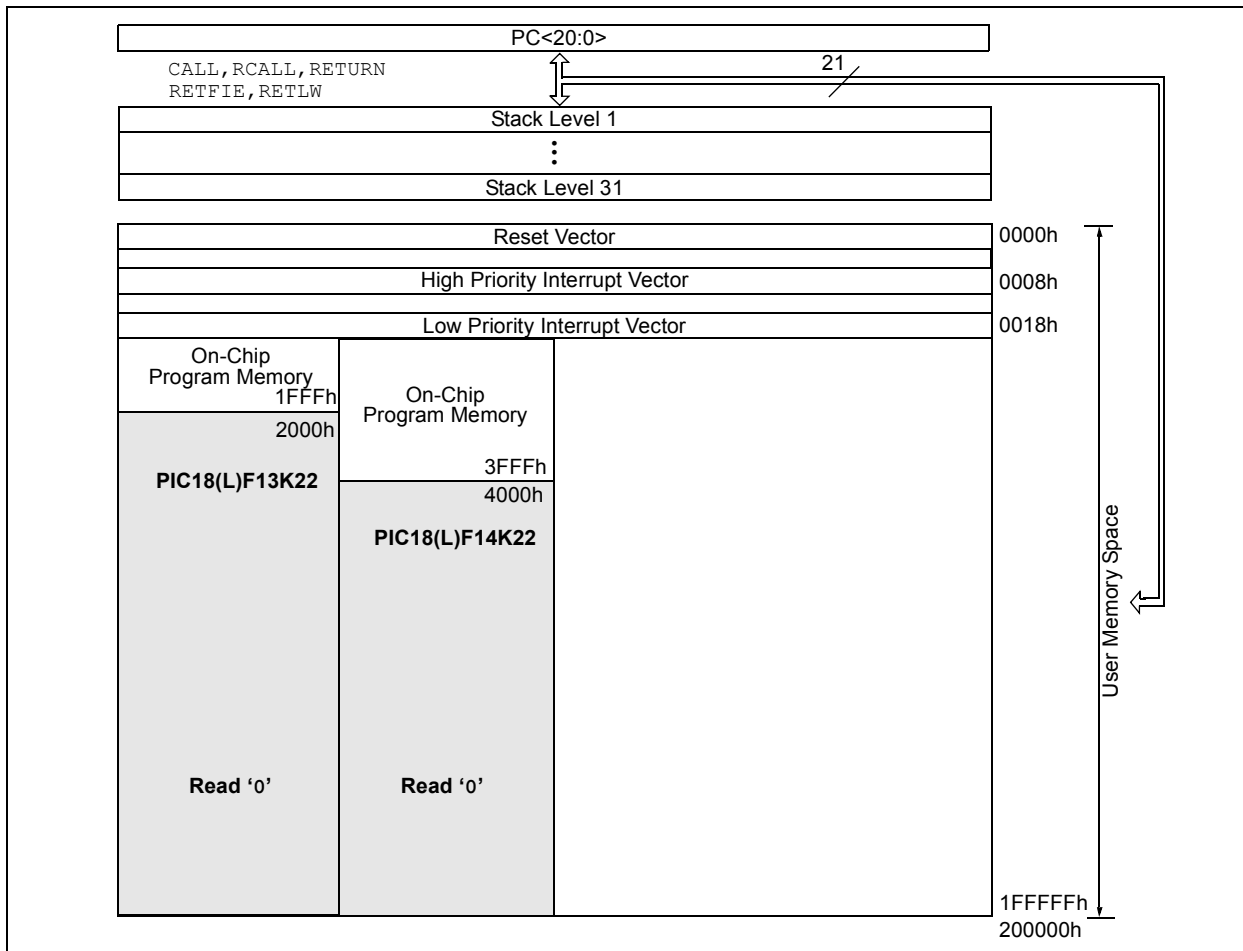 PC<20:0>
CALL,RCALL,RETURN
RETFIE,RETLW
21
Stack Level 1
Stack Level 31
Reset Vector
0000h
High Priority Interrupt Vector
0008h
Low Priority Interrupt Vector
0018h
On-Chip
Program Memory
1FFFh
2000h
PIC18(L)F13K22
Read ‘0’
On-Chip
Program Memory
3FFFh
4000h
PIC18(L)F14K22
Read ‘0’
User Memory Space
1FFFFFh
200000h